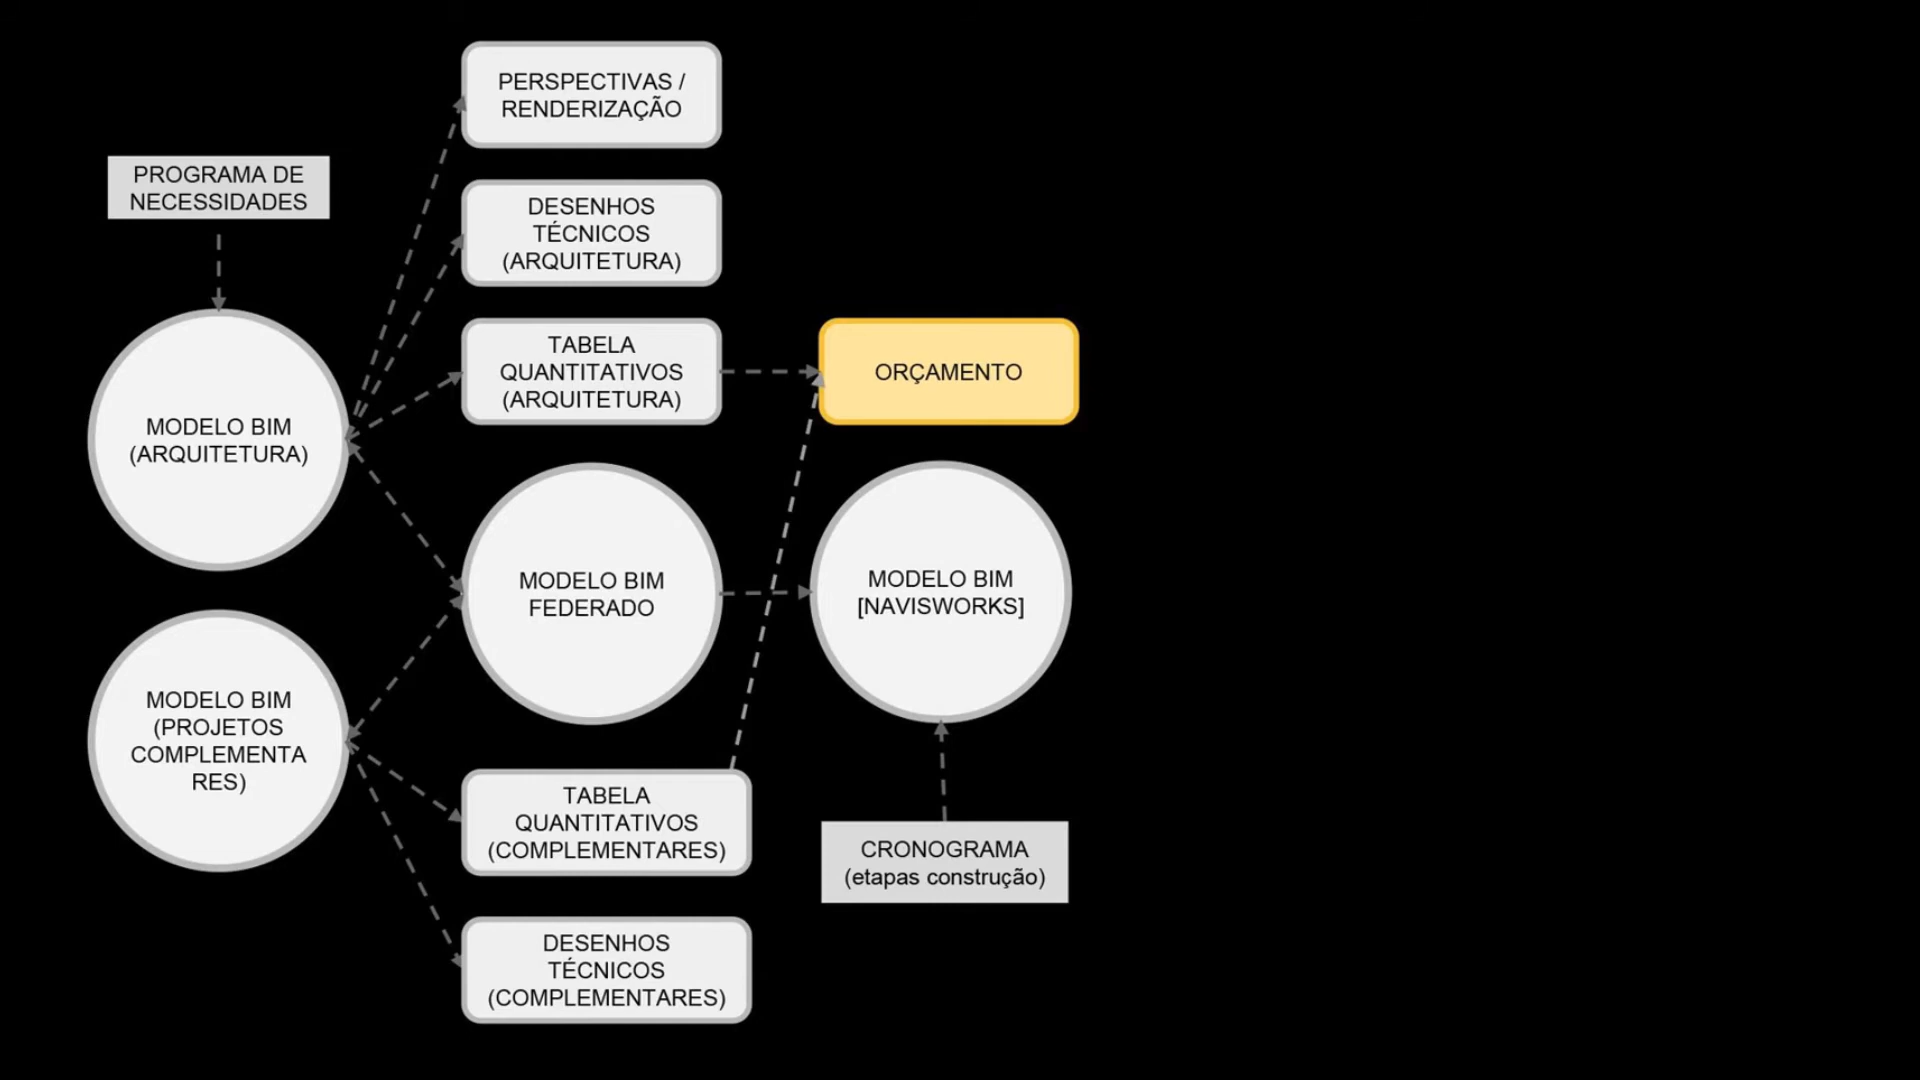 PERSPECTIVAS /
RENDERIZAÇÃO
PROGRAMA DE
NECESSIDADES
DESENHOS
TÉCNICOS
(ARQUITETURA)
TABELA
QUANTITATIVOS
(ARQUITETURA)
ORÇAMENTO
MODELO BIM
(ARQUITETURA)
MODELO BIM
FEDERADO
MODELO BIM
[NAVISWORKS]
MODELO BIM
(PROJETOS
COMPLEMENTA
RES)
TABELA
QUANTITATIVOS
(COMPLEMENTARES)
CRONOGRAMA
(etapas construção)
DESENHOS
TÉCNICOS
(COMPLEMENTARES)